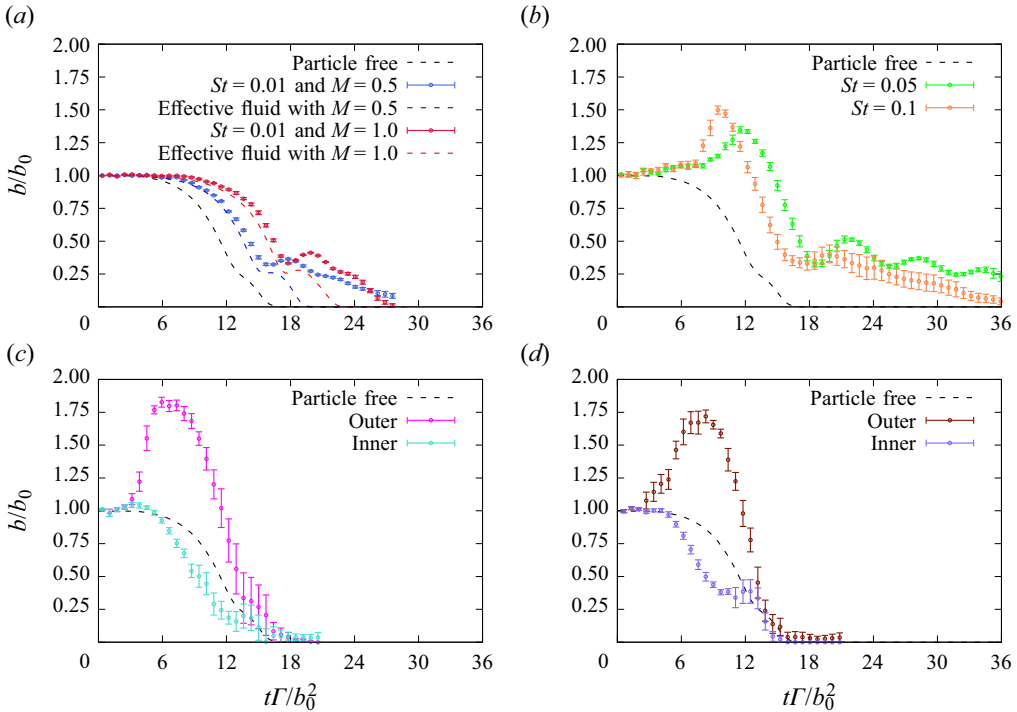 (a)
2.00
1.75
1.50
1.25
1.00
0.75
0.50
0.25
b/b0
Particle free
St = 0.01 and M = 0.5
Effective fluid with M = 0.5
St = 0.01 and M = 1.0
Effective fluid with M = 1.0
0 6 12 18 24 30 36
(b)
2.00
1.75
1.50
1.25
1.00
0.75
0.50
0.25
Particle free
St = 0.05
St = 0.1
0 6 12 18 24 30 36
(c)
2.00
1.75
1.50
1.25
1.00
0.75
0.50
0.25
b/b0
Particle free
Outer
Inner
0 6 12 18 24 30 36
tΓ/b0²
(d)
2.00
1.75
1.50
1.25
1.00
0.75
0.50
0.25
Particle free
Outer
Inner
0 6 12 18 24 30 36
tΓ/b0²